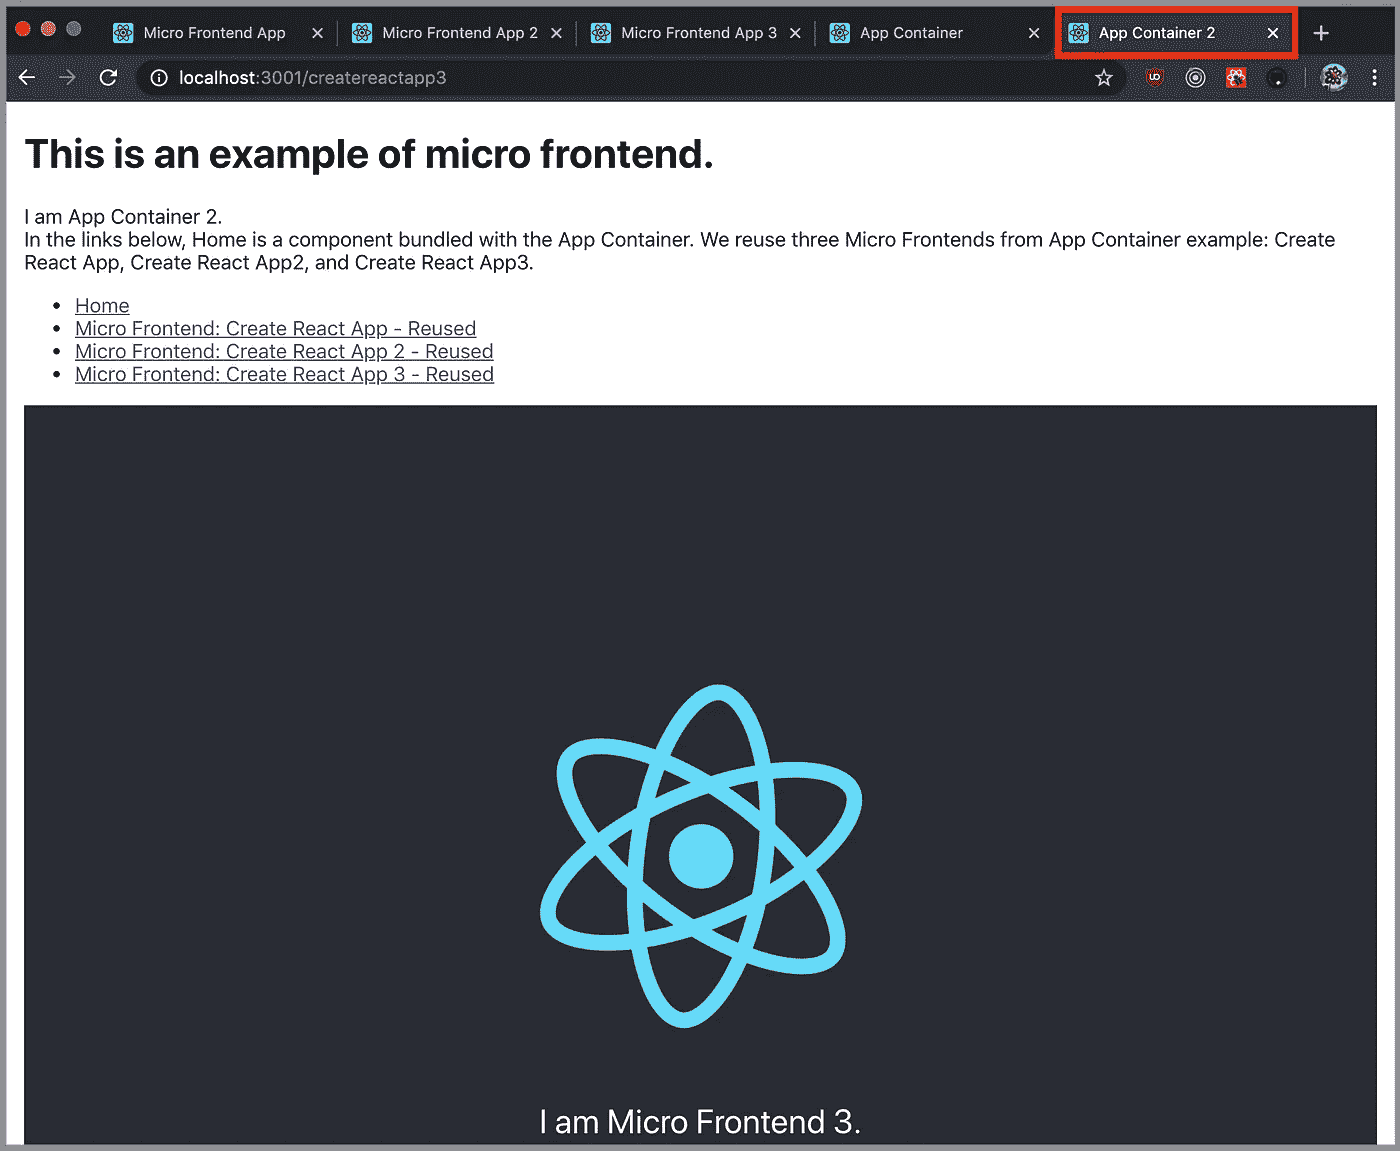 Micro Frontend App
Micro Frontend App 2
Micro Frontend App 3
App Container
App Container 2
localhost:3001/createreactapp3
This is an example of micro frontend.
I am App Container 2.
In the links below, Home is a component bundled with the App Container. We reuse three Micro Frontends from App Container example: Create
React App, Create React App2, and Create React App3.
Home
Micro Frontend: Create React App - Reused
Micro Frontend: Create React App 2 - Reused
Micro Frontend: Create React App 3 - Reused
I am Micro Frontend 3.